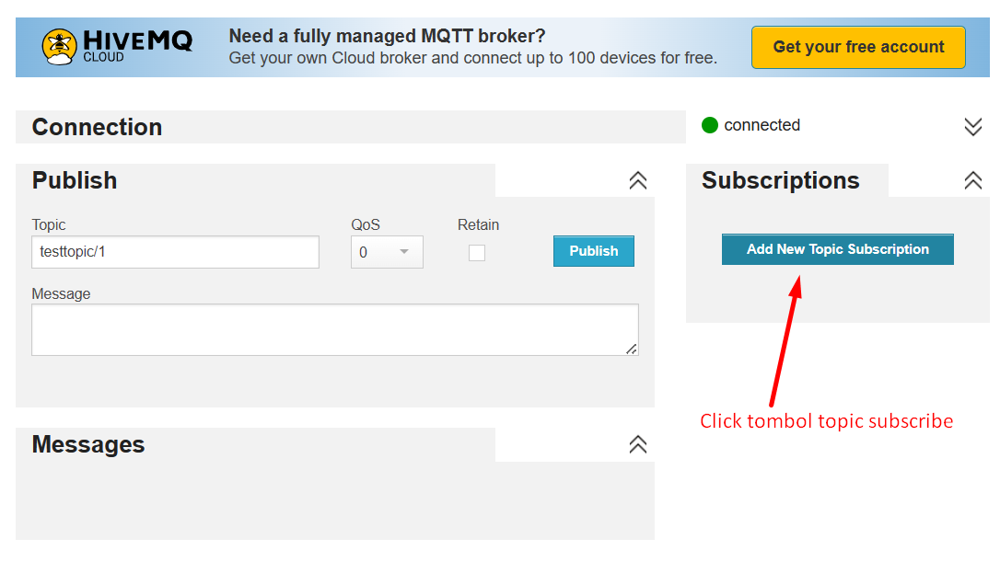 HIVEMQ
CLOUD
Need a fully managed MQTT broker?
Get your own Cloud broker and connect up to 100 devices for free.
Get your free account
Connection
connected
Publish
Topic
QoS
Retain
testtopic/1
0
Publish
Message
Subscriptions
Add New Topic Subscription
Click tombol topic subscribe
Messages